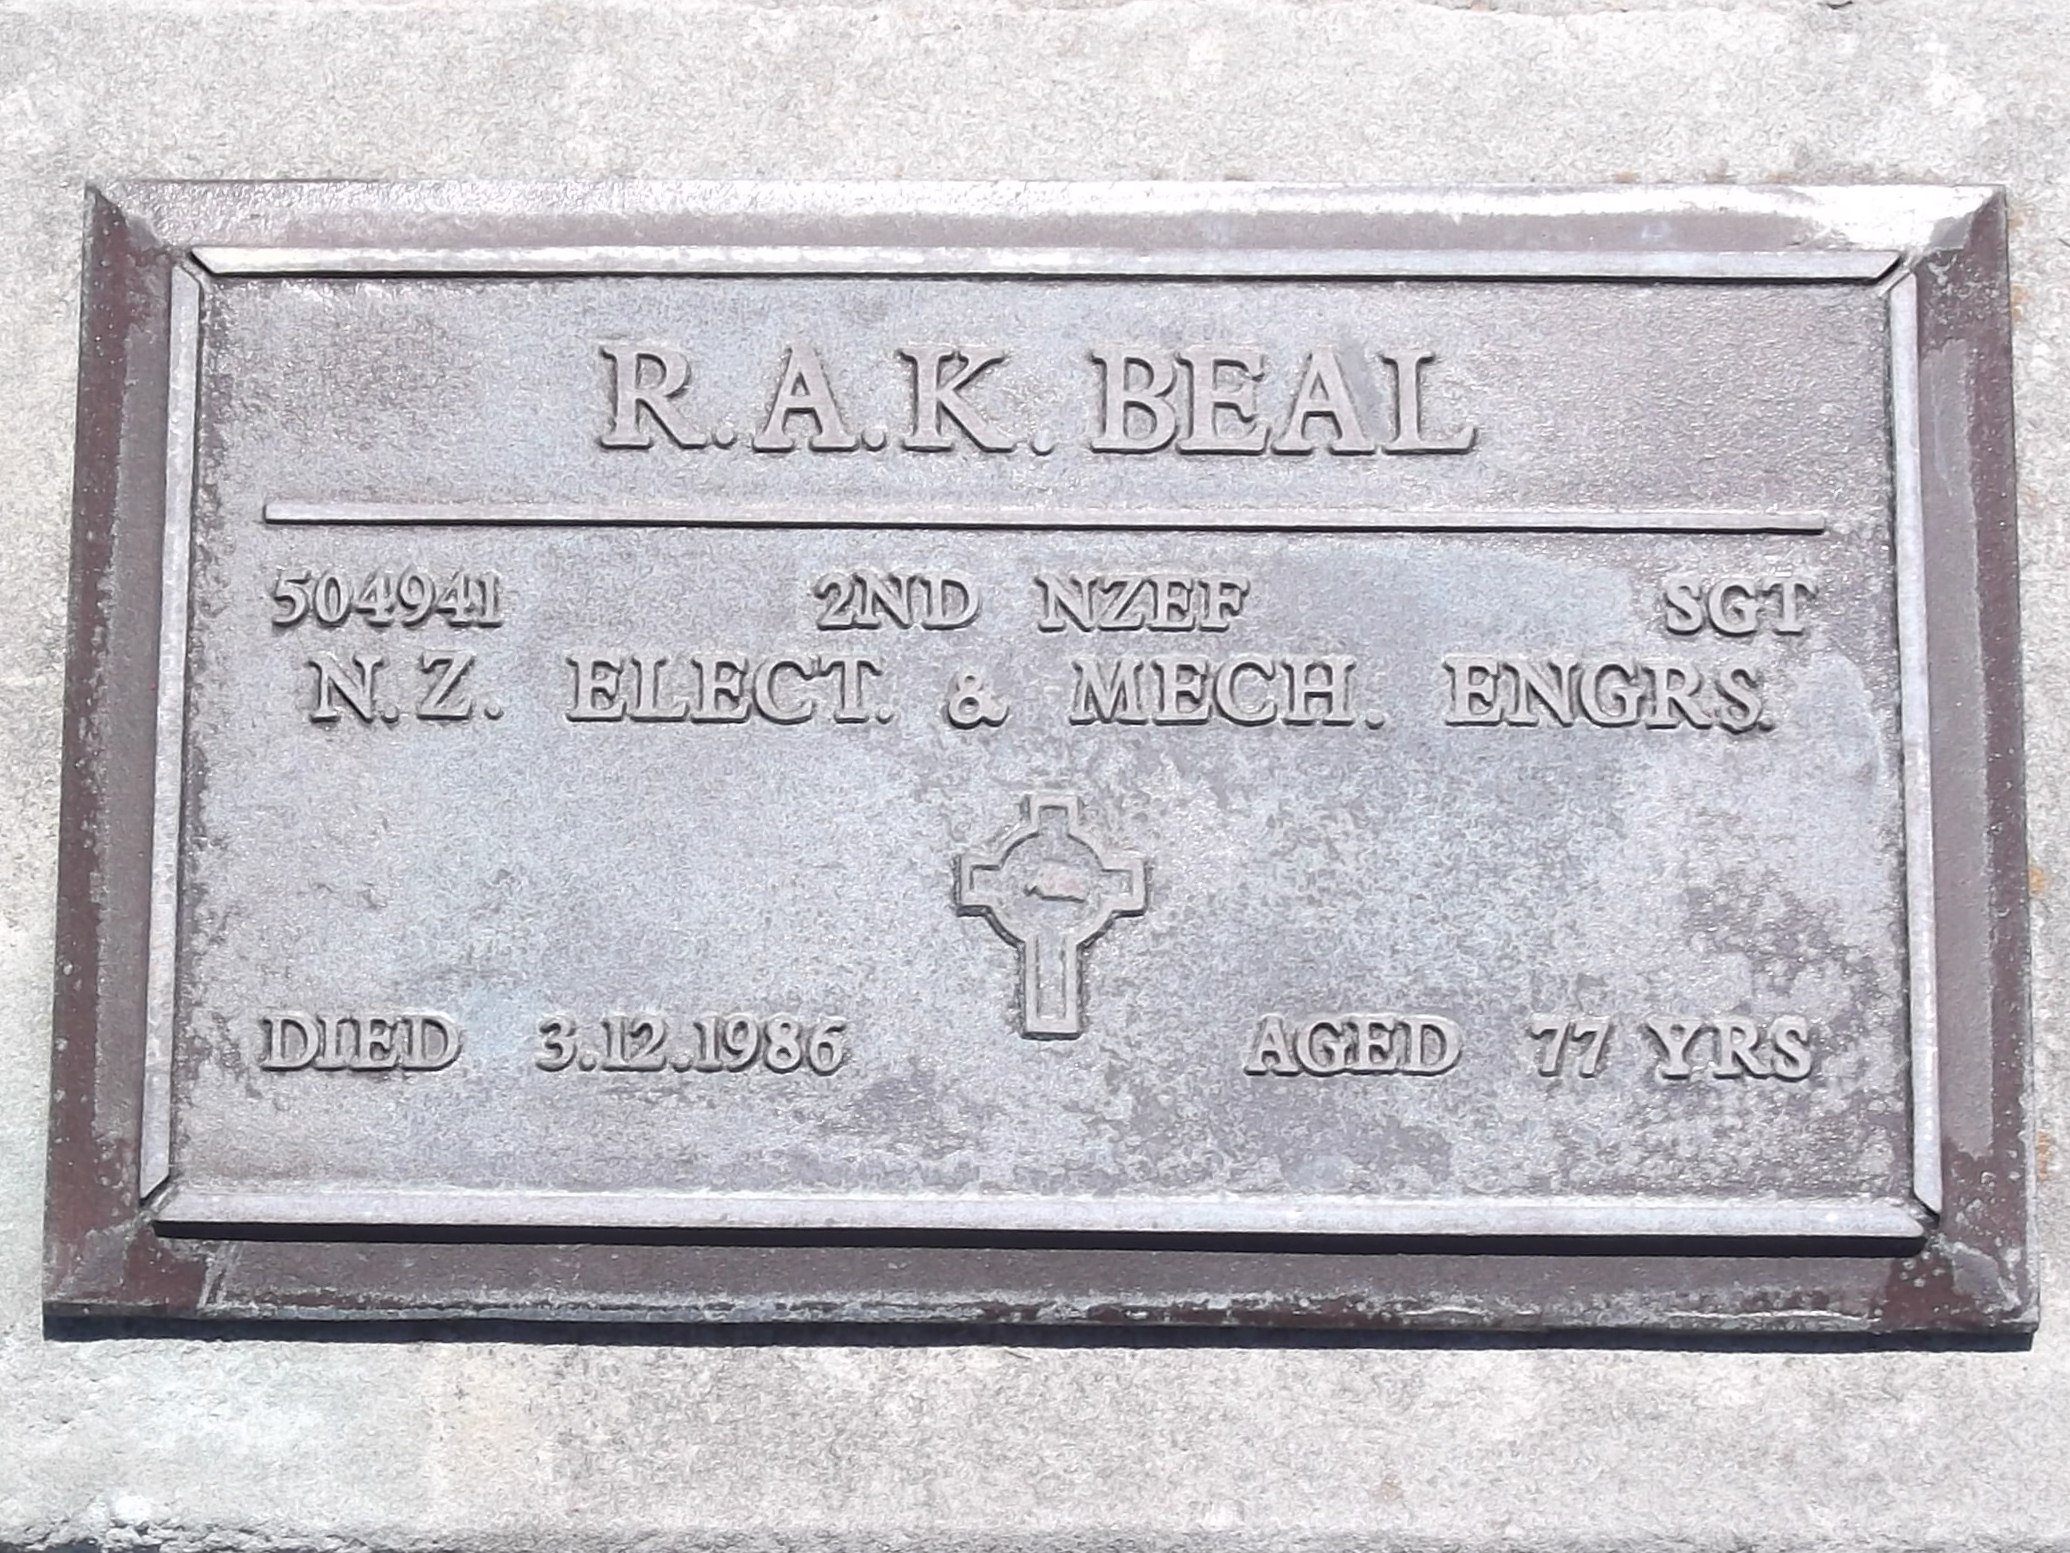 R.A.K. BEAL
504941 2ND NZEF SGT
N.Z. ELECT. & MECH. ENGRS.
DIED 3.12.1986 AGED 77 YRS